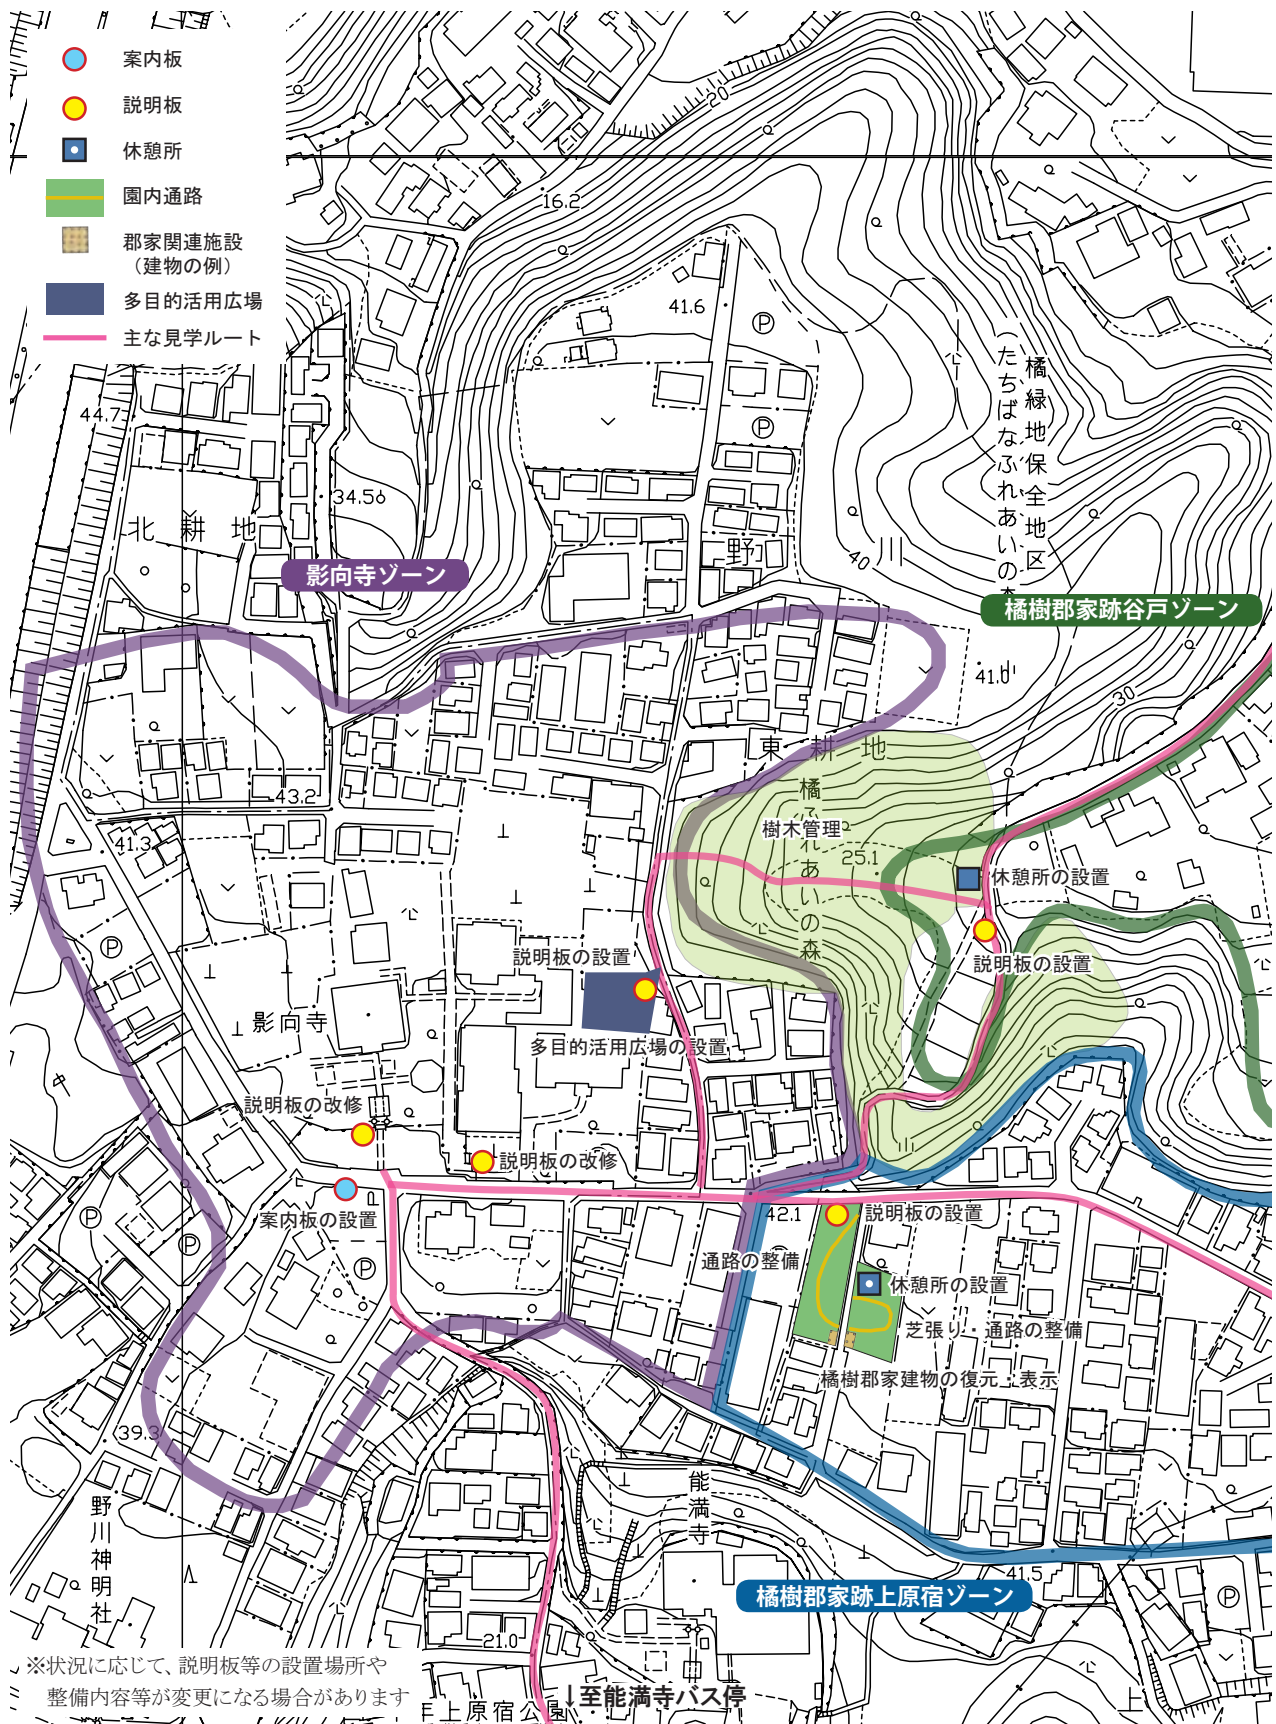 案内板
説明板
休憩所
園内通路
郡家関連施設
（建物の例）
多目的活用広場
主な見学ルート
20
16.2
41.6
Ⓟ
橘緑地保全地区
たちばなふれあいの森
44.7
Ⓟ
34.5
北耕地
野川
40
影向寺ゾーン
橘樹郡家跡谷戸ゾーン
41.0
30
東耕地
橘ふれあいの森
43.2
樹木管理
41.3
25.1
休憩所の設置
Ⓟ
説明板の設置
説明板の設置
影向寺
多目的活用広場の設置
説明板の改修
説明板の改修
案内板の設置
42.1
説明板の設置
Ⓟ
Ⓟ
Ⓟ
通路の整備
休憩所の設置
芝張り・通路の整備
橘樹郡家建物の復元・表示
39.3
能満寺
野川神明社
41.5
橘樹郡家跡上原宿ゾーン
Ⓟ
21.0
※状況に応じて、説明板等の設置場所や
整備内容等が変更になる場合があります
↓至能満寺バス停
上原宿公園
上